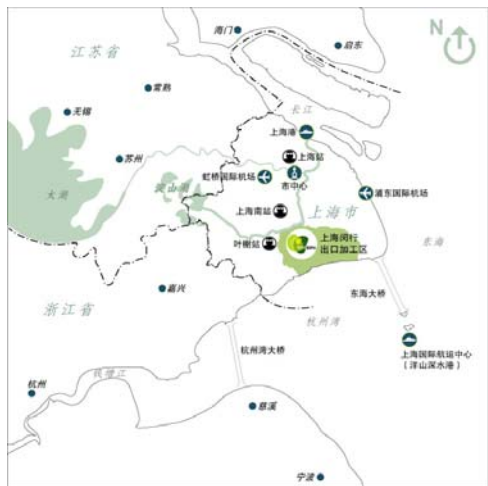 海门
启东
N
江苏省
常熟
无锡
长江
上海港
上海站
苏州
虹桥国际机场
市中心
淀山湖
浦东国际机场
太湖
上海南站
上海市
叶榭站
上海闵行
出口加工区
东海
嘉兴
东海大桥
浙江省
杭州湾
杭州湾大桥
上海国际航运中心
（洋山深水港）
钱塘江
杭州
慈溪
宁波